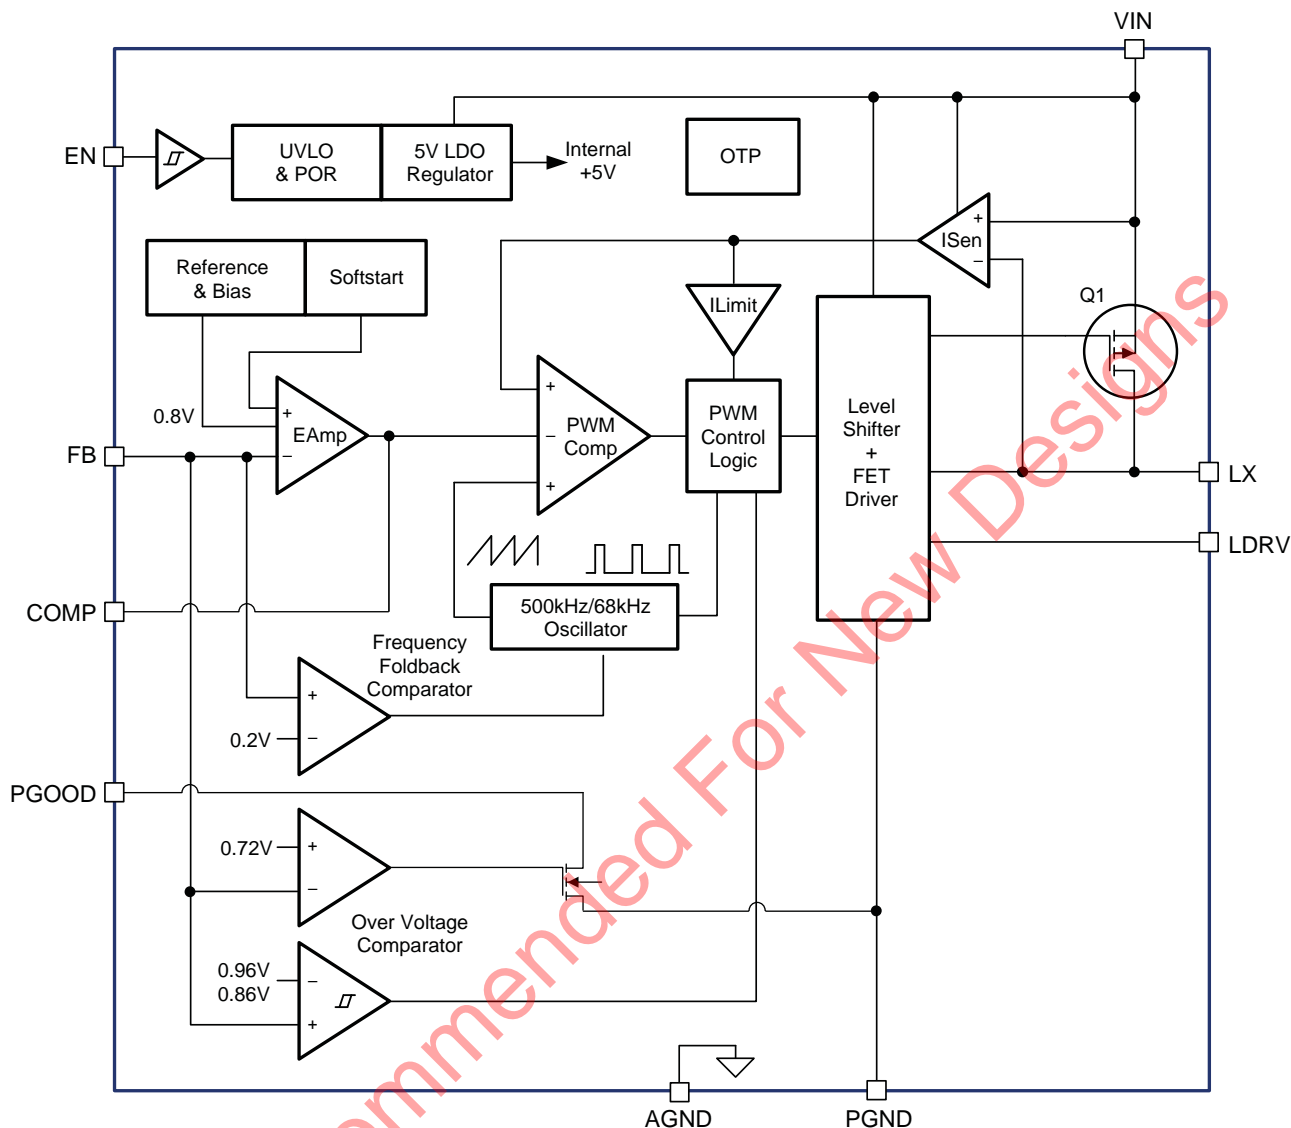 VIN
EN
UVLO
& POR
5V LDO
Regulator
Internal
+5V
OTP
Reference
& Bias
Softstart
ISen
+
−
Q1
ILimit
0.8V
+
EAmp
−
FB
+
PWM
Comp
−
+
PWM
Control
Logic
Level
Shifter
+
FET
Driver
LX
LDRV
COMP
500kHz/68kHz
Oscillator
Frequency
Foldback
Comparator
+
0.2V
−
PGOOD
0.72V
+
−
Over Voltage
Comparator
0.96V
0.86V
−
+
AGND
PGND
ommended For New Designs